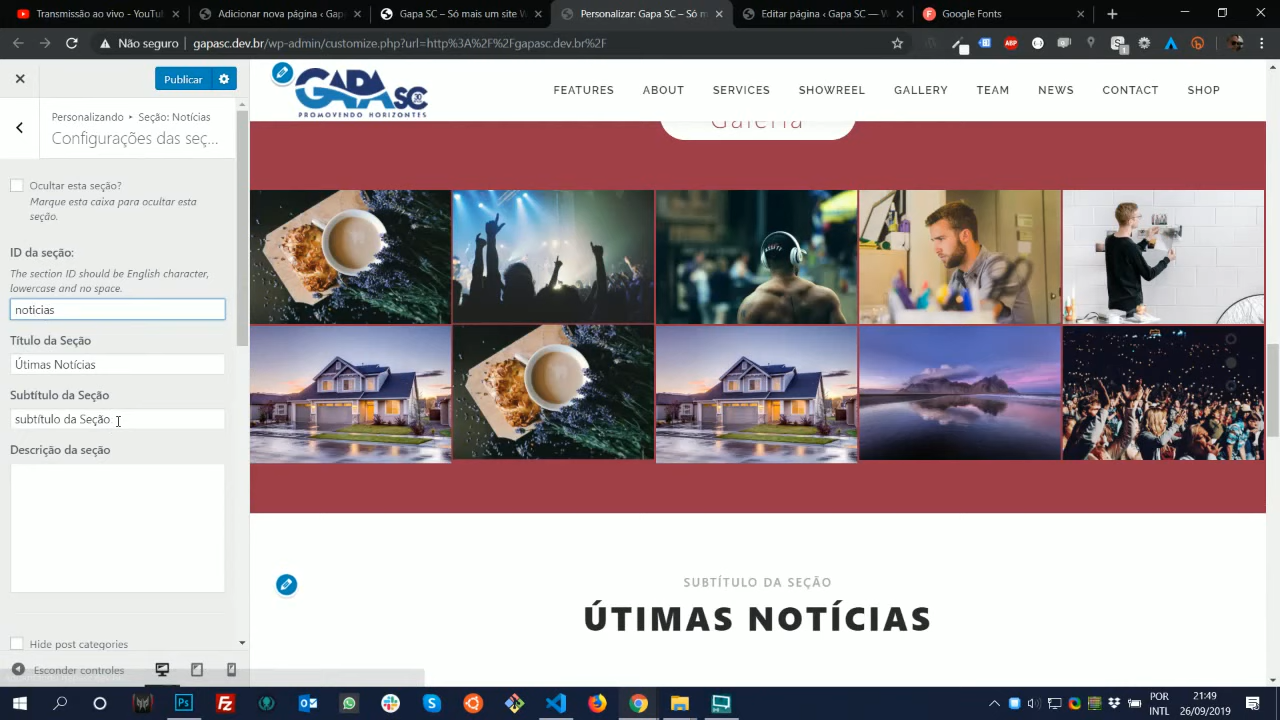 Transmissão ao vivo - YouTube
Adicionar nova página ‹ Gapa
Gapa SC – Só mais um site W
Personalizar: Gapa SC – Só m
Editar página ‹ Gapa SC — W
Google Fonts
Não seguro | gapasc.dev.br/wp-admin/customize.php?url=http%3A%2F%2Fgapasc.dev.br%2F
Publicar
Personalizando ‣ Seção: Notícias
Configurações das seç...
Ocultar esta seção?
Marque esta caixa para ocultar esta
seção.
ID da seção:
The section ID should be English character,
lowercase and no space.
noticias
Título da Seção
Útimas Notícias
Subtítulo da Seção
subtítulo da Seção
Descrição da seção
Hide post categories
Esconder controles
GAPA SC
PROMOVENDO HORIZONTES
FEATURES
ABOUT
SERVICES
SHOWREEL
GALLERY
TEAM
NEWS
CONTACT
SHOP
Galeria
SUBTÍTULO DA SEÇÃO
ÚTIMAS NOTÍCIAS
POR
INTL
21:49
26/09/2019